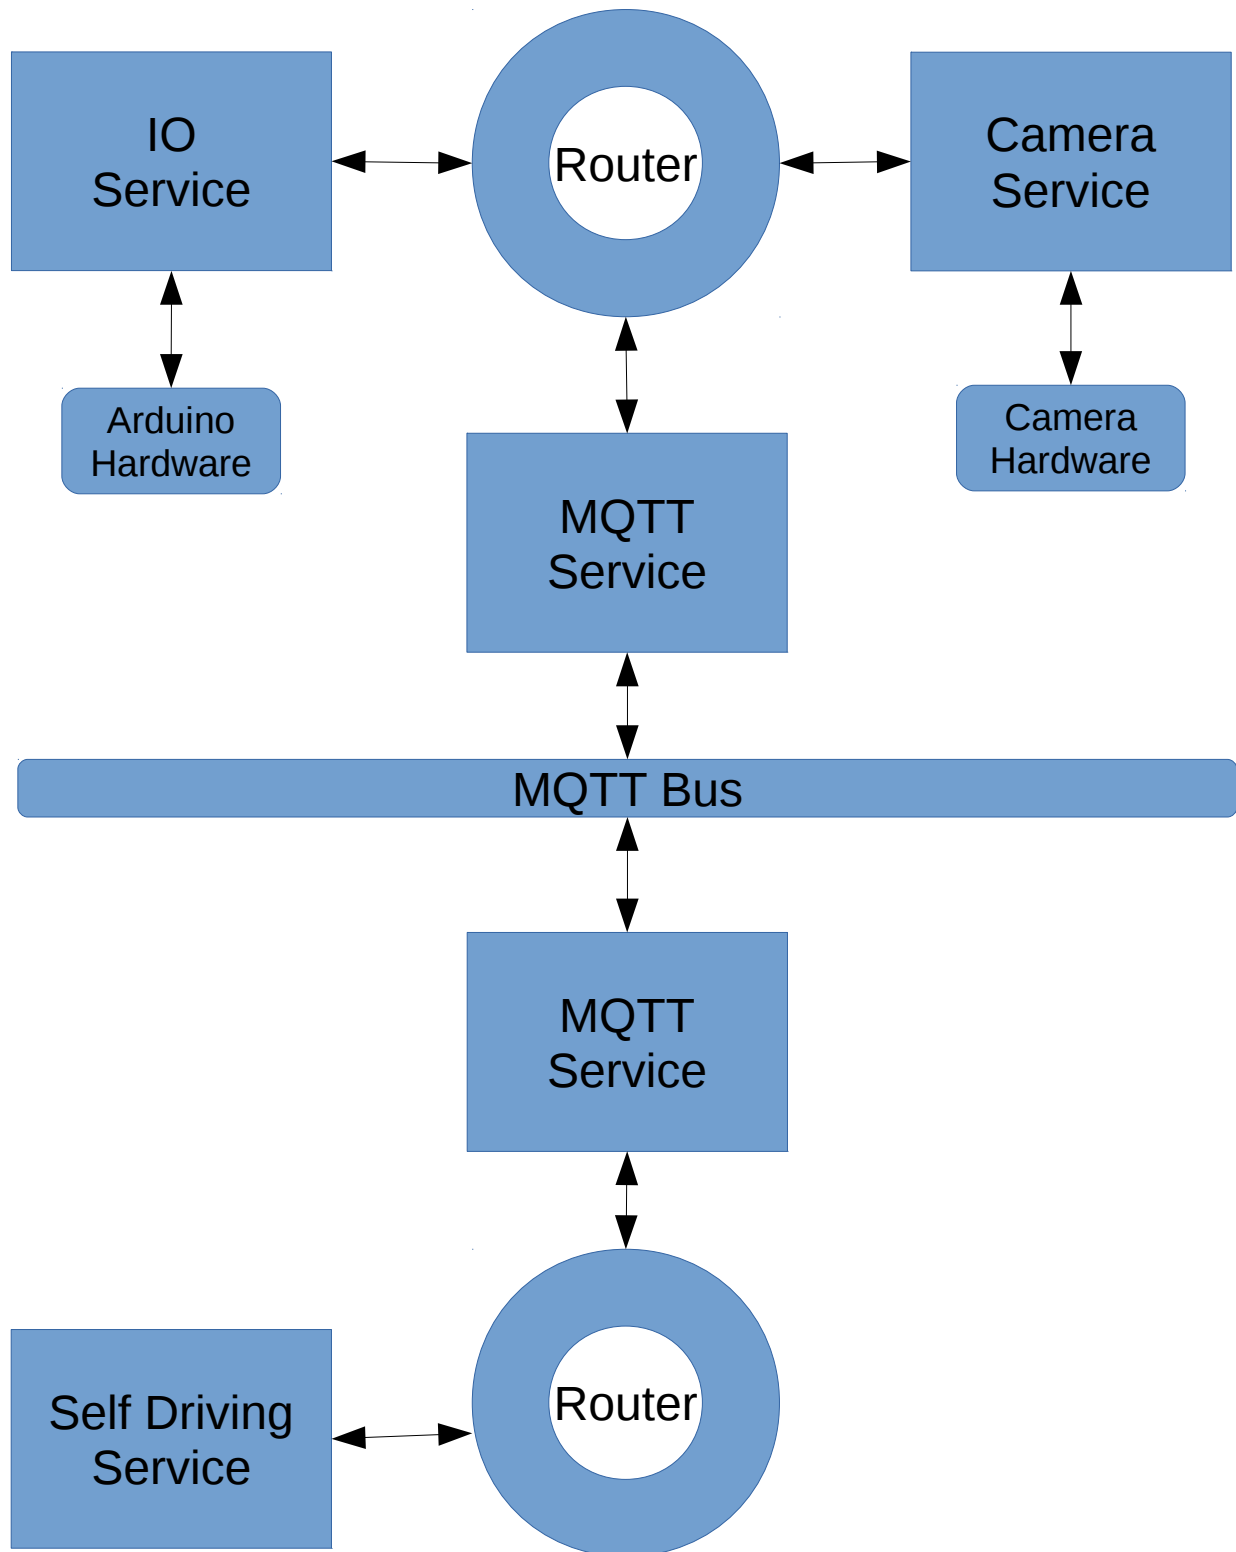 IO
Service
Router
Camera
Service
Arduino
Hardware
Camera
Hardware
MQTT
Service
MQTT Bus
MQTT
Service
Router
Self Driving
Service